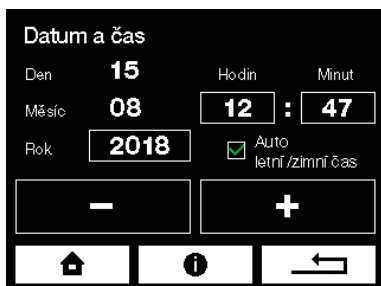 Datum a čas
Den 15 Hodin Minut
Měsíc 08 12 : 47
Rok 2018 Auto
letní/zimní čas
− +